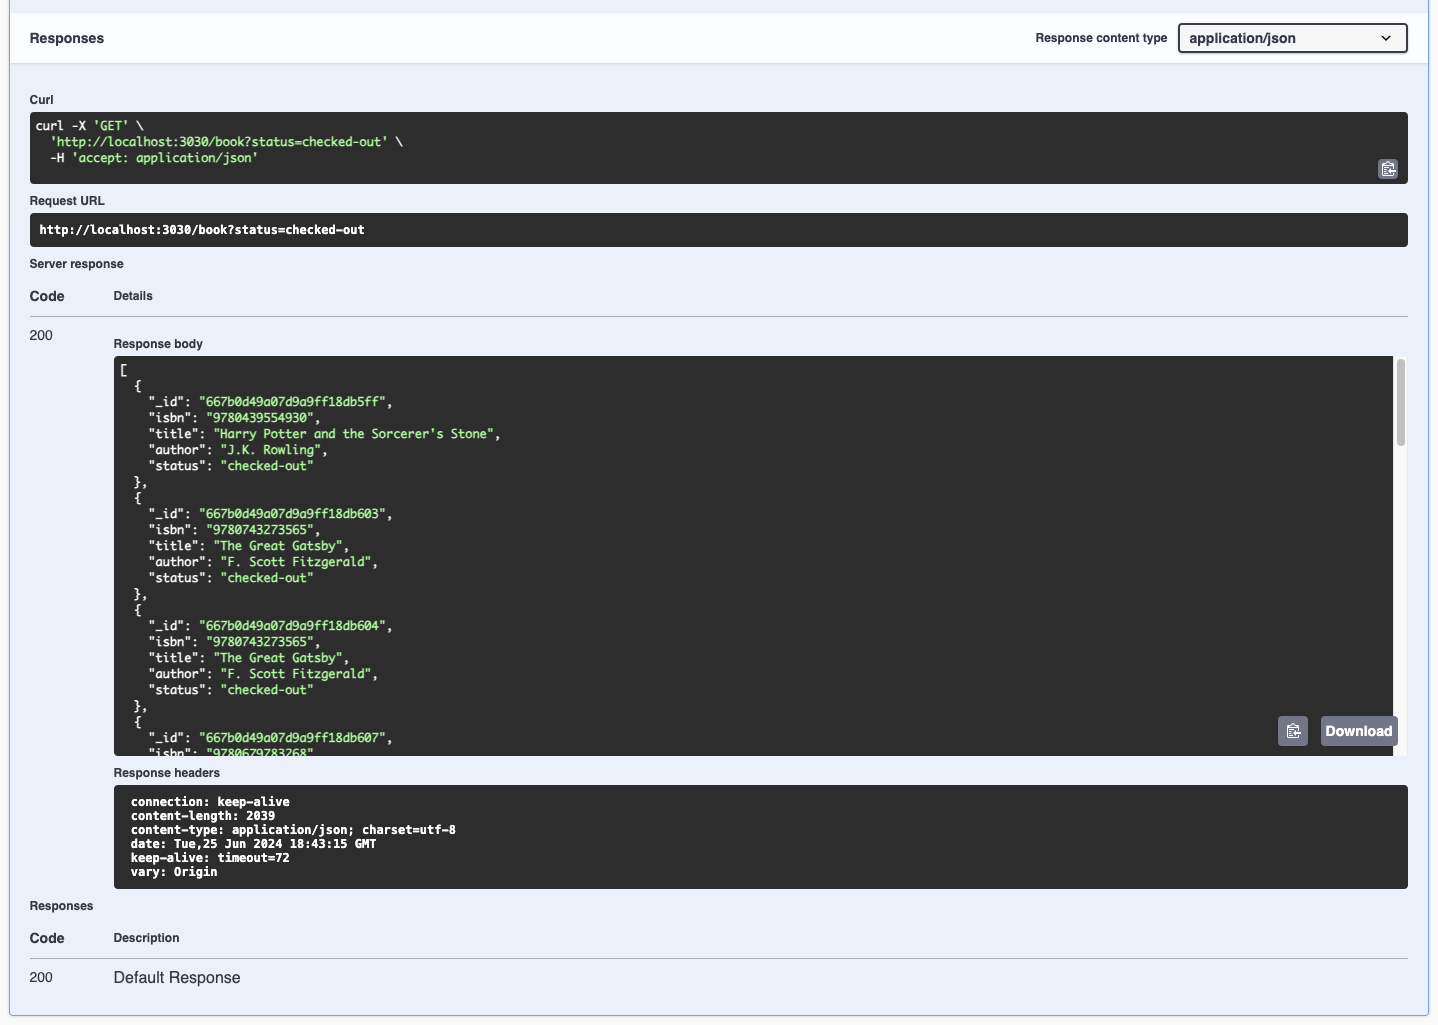 Responses
Response content type
application/json
Curl
curl -X 'GET' \
  'http://localhost:3030/book?status=checked-out' \
  -H 'accept: application/json'
Request URL
http://localhost:3030/book?status=checked-out
Server response
Code Details
200
Response body
[
  {
    "_id": "667b0d49a07d9a9ff18db5ff",
    "isbn": "9780439554930",
    "title": "Harry Potter and the Sorcerer's Stone",
    "author": "J.K. Rowling",
    "status": "checked-out"
  },
  {
    "_id": "667b0d49a07d9a9ff18db603",
    "isbn": "9780743273565",
    "title": "The Great Gatsby",
    "author": "F. Scott Fitzgerald",
    "status": "checked-out"
  },
  {
    "_id": "667b0d49a07d9a9ff18db604",
    "isbn": "9780743273565",
    "title": "The Great Gatsby",
    "author": "F. Scott Fitzgerald",
    "status": "checked-out"
  },
  {
    "_id": "667b0d49a07d9a9ff18db607",
    "isbn": "9780679783268"
Download
Response headers
connection: keep-alive
content-length: 2039
content-type: application/json; charset=utf-8
date: Tue,25 Jun 2024 18:43:15 GMT
keep-alive: timeout=72
vary: Origin
Responses
Code Description
200 Default Response